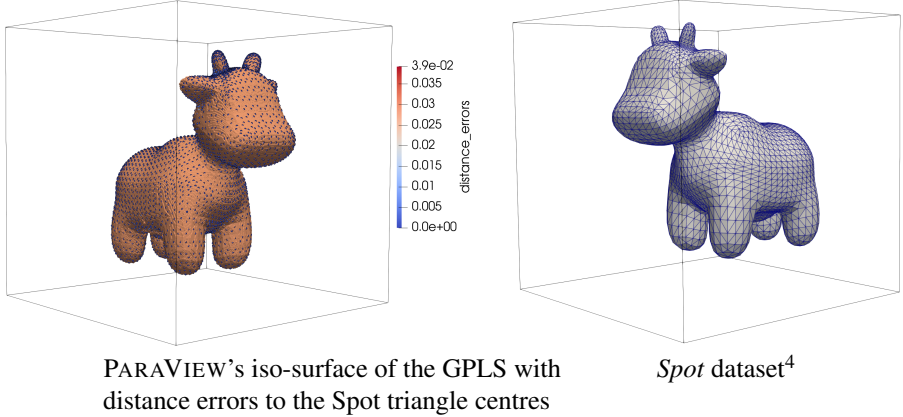 3.9e-02
0.035
0.03
0.025
0.02
0.015
0.01
0.005
0.0e+00
distance_errors
PARAVIEW's iso-surface of the GPLS with
distance errors to the Spot triangle centres
Spot dataset⁴